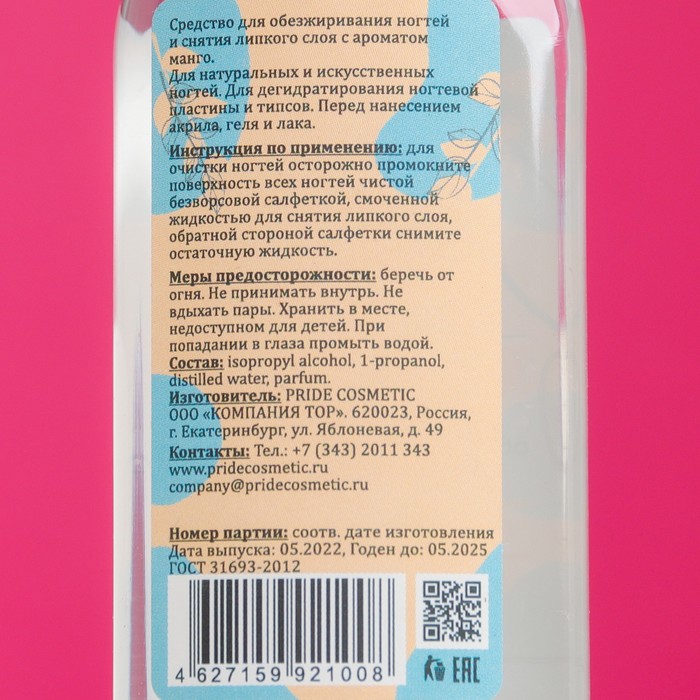 Средство для обезжиривания ногтей
и снятия липкого слоя с ароматом
манго.
Для натуральных и искусственных
ногтей. Для дегидратирования ногтевой
пластины и типсов. Перед нанесением
акрила, геля и лака.
Инструкция по применению: для
очистки ногтей осторожно промокните
поверхность всех ногтей чистой
безворсовой салфеткой, смоченной
жидкостью для снятия липкого слоя,
обратной стороной салфетки снимите
остаточную жидкость.
Меры предосторожности: беречь от
огня. Не принимать внутрь. Не
вдыхать пары. Хранить в месте,
недоступном для детей. При
попадании в глаза промыть водой.
Состав: isopropyl alcohol, 1-propanol,
distilled water, parfum.
Изготовитель: PRIDE COSMETIC
ООО «КОМПАНИЯ ТОР». 620023, Россия,
г. Екатеринбург, ул. Яблоневая, д. 49
Контакты: Тел.: +7 (343) 2011 343
www.pridecosmetic.ru
company@pridecosmetic.ru
Номер партии: соотв. дате изготовления
Дата выпуска: 05.2022, Годен до: 05.2025
ГОСТ 31693-2012
4 627159 921008
EAC